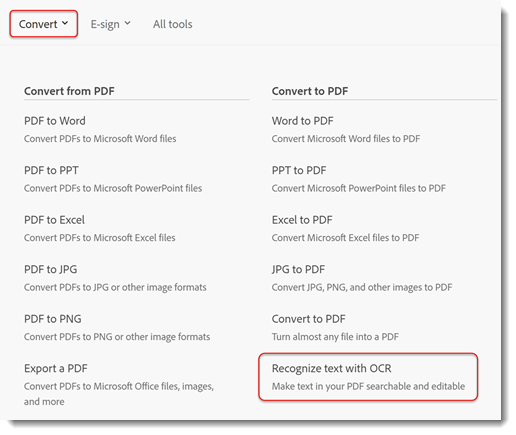 Convert E-sign All tools
Convert from PDF
PDF to Word
Convert PDFs to Microsoft Word files
PDF to PPT
Convert PDFs to Microsoft PowerPoint files
PDF to Excel
Convert PDFs to Microsoft Excel files
PDF to JPG
Convert PDFs to JPG or other image formats
PDF to PNG
Convert PDFs to PNG or other image formats
Export a PDF
Convert PDFs to Microsoft Office files, images,
and more
Convert to PDF
Word to PDF
Convert Microsoft Word files to PDF
PPT to PDF
Convert Microsoft PowerPoint files to PDF
Excel to PDF
Convert Microsoft Excel files to PDF
JPG to PDF
Convert JPG, PNG, and other images to PDF
Convert to PDF
Turn almost any file into a PDF
Recognize text with OCR
Make text in your PDF searchable and editable